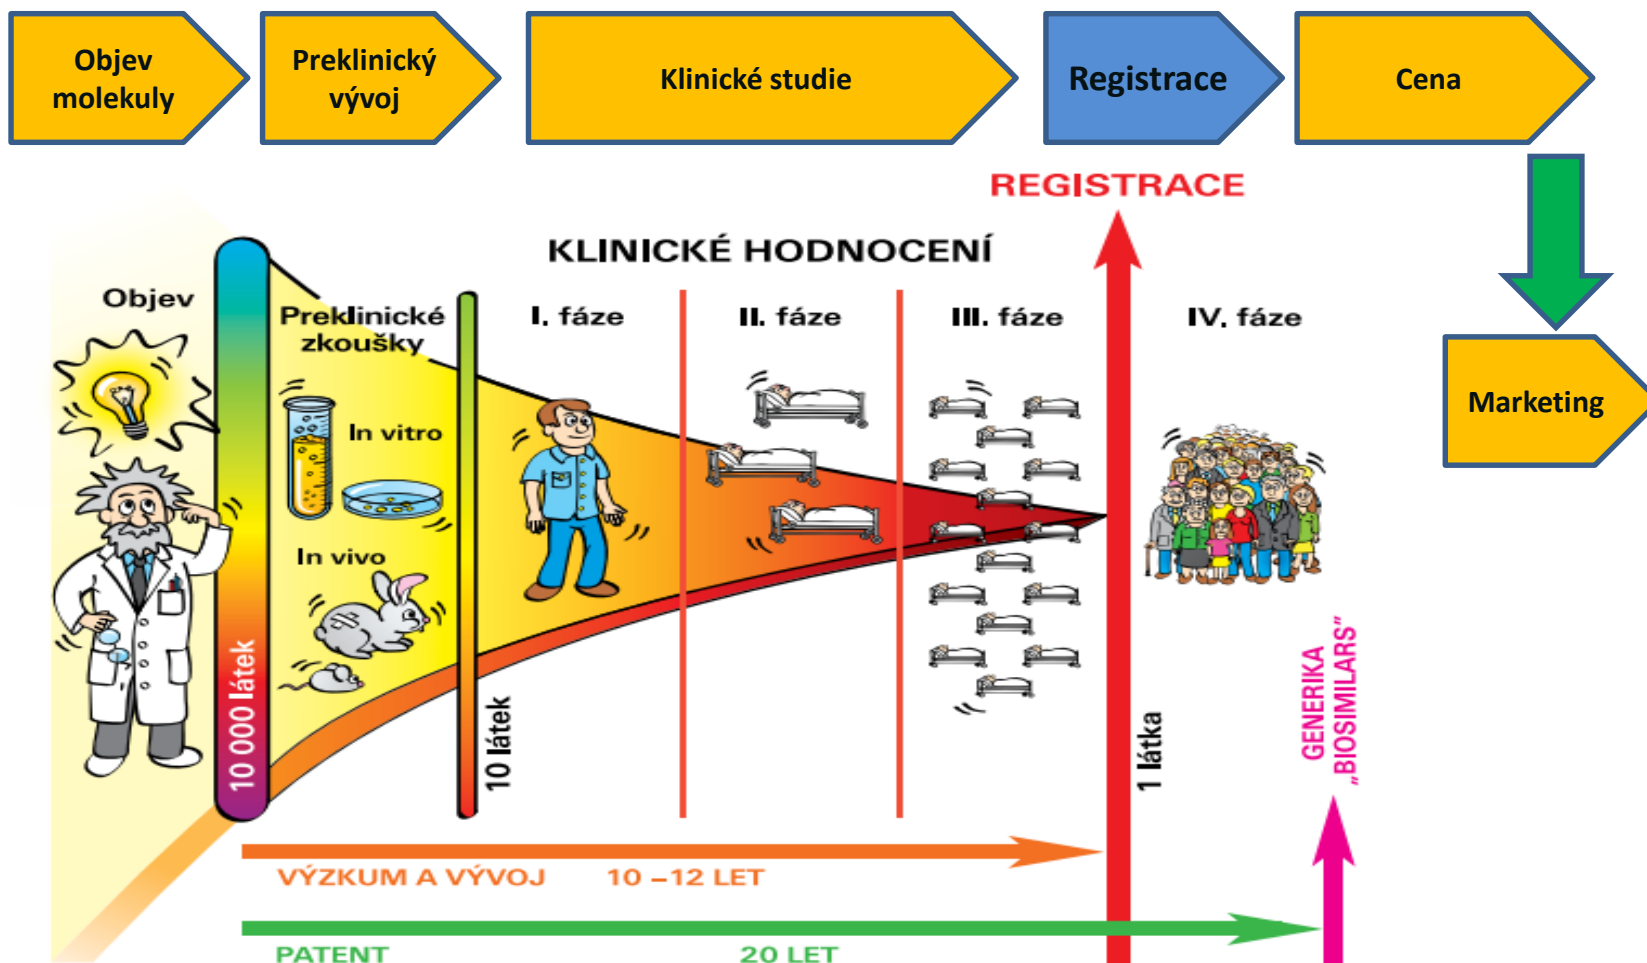 Objev
molekuly
Preklinický
vývoj
Klinické studie
Registrace
Cena
REGISTRACE
KLINICKÉ HODNOCENÍ
Objev
Preklinické
zkoušky
I. fáze
II. fáze
III. fáze
IV. fáze
Marketing
In vitro
In vivo
10 000 látek
10 látek
1 látka
GENERIKA
„BIOSIMILARS"
VÝZKUM A VÝVOJ 10 –12 LET
PATENT 20 LET